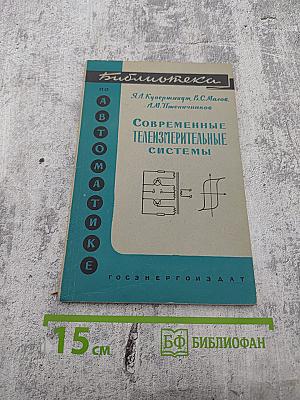 Библиотека
ПО
АВТОМАТИКЕ
Я.А.Купершмидт, В.С.Малов,
А.М.Пшеничников
СОВРЕМЕННЫЕ
ТЕЛЕИЗМЕРИТЕЛЬНЫЕ
СИСТЕМЫ
ГОСЭНЕРГОИЗДАТ
15 см
БФ БИБЛИОФАН